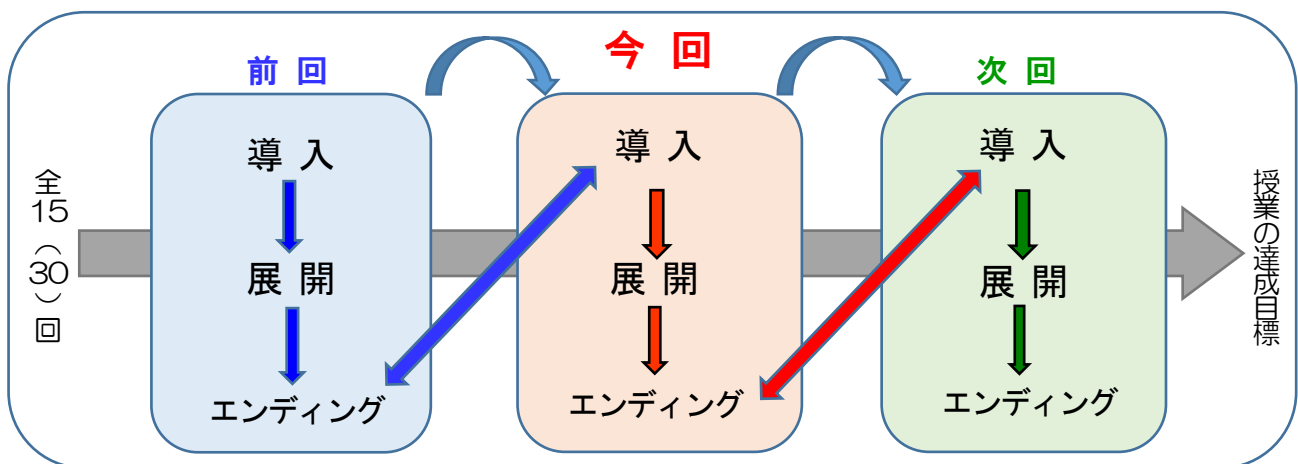 全15(30)回
前 回
導 入
展 開
エンディング
今 回
導 入
展 開
エンディング
次 回
導 入
展 開
エンディング
授業の達成目標